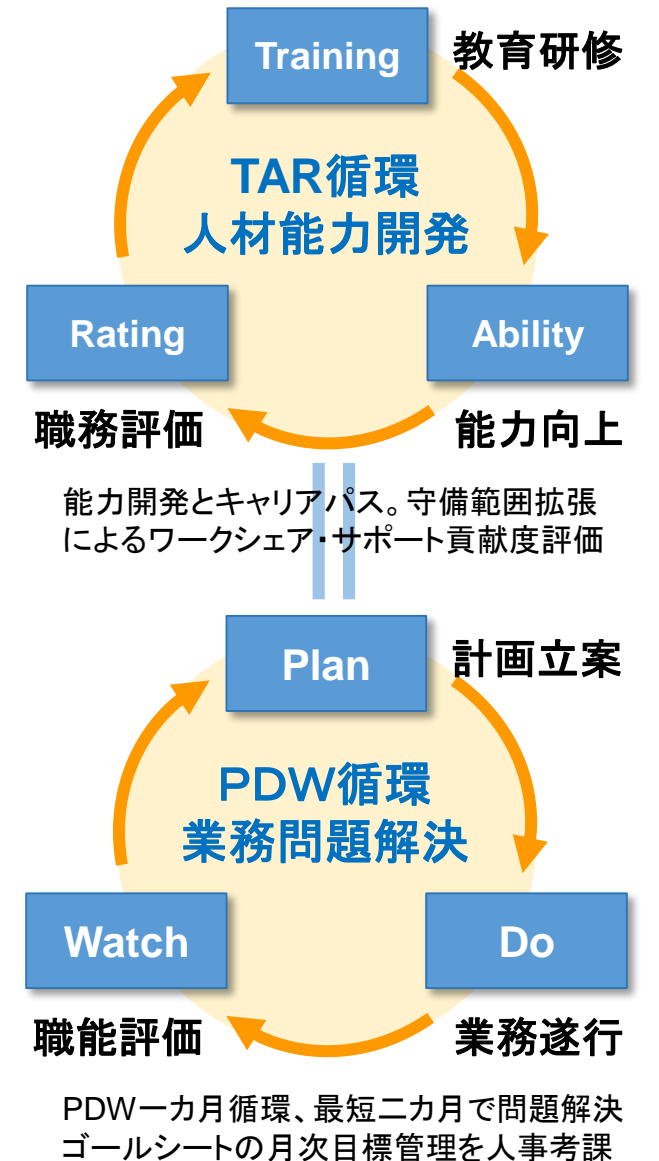 Training
教育研修
TAR循環
人材能力開発
Rating
Ability
職務評価
能力向上
能力開発とキャリアパス。守備範囲拡張
によるワークシェア・サポート貢献度評価
Plan
計画立案
ＰＤＷ循環
業務問題解決
Watch
Do
職能評価
業務遂行
PDW一カ月循環、最短二カ月で問題解決
ゴールシートの月次目標管理を人事考課